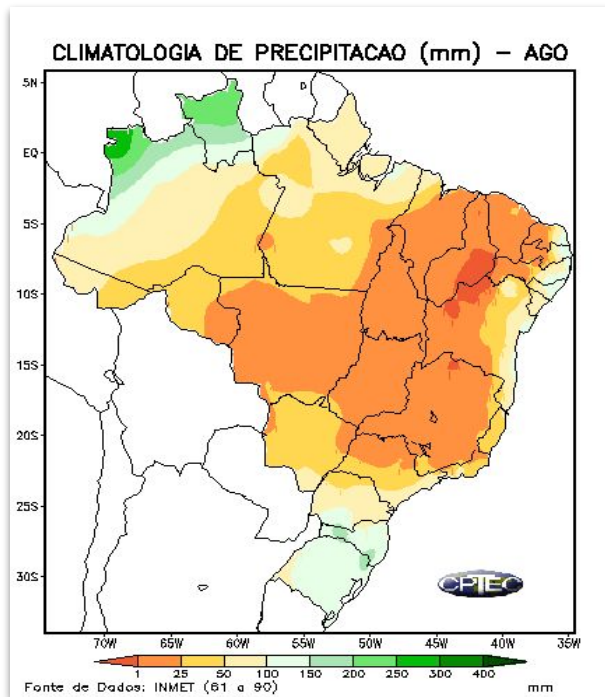 CLIMATOLOGIA DE PRECIPITACAO (mm) – AGO
5N
EQ
5S
10S
15S
20S
25S
30S
CPTEC
70W 65W 60W 55W 50W 45W 40W 35W
1 25 50 100 150 200 250 300 400
Fonte de Dados: INMET (61 a 90) mm